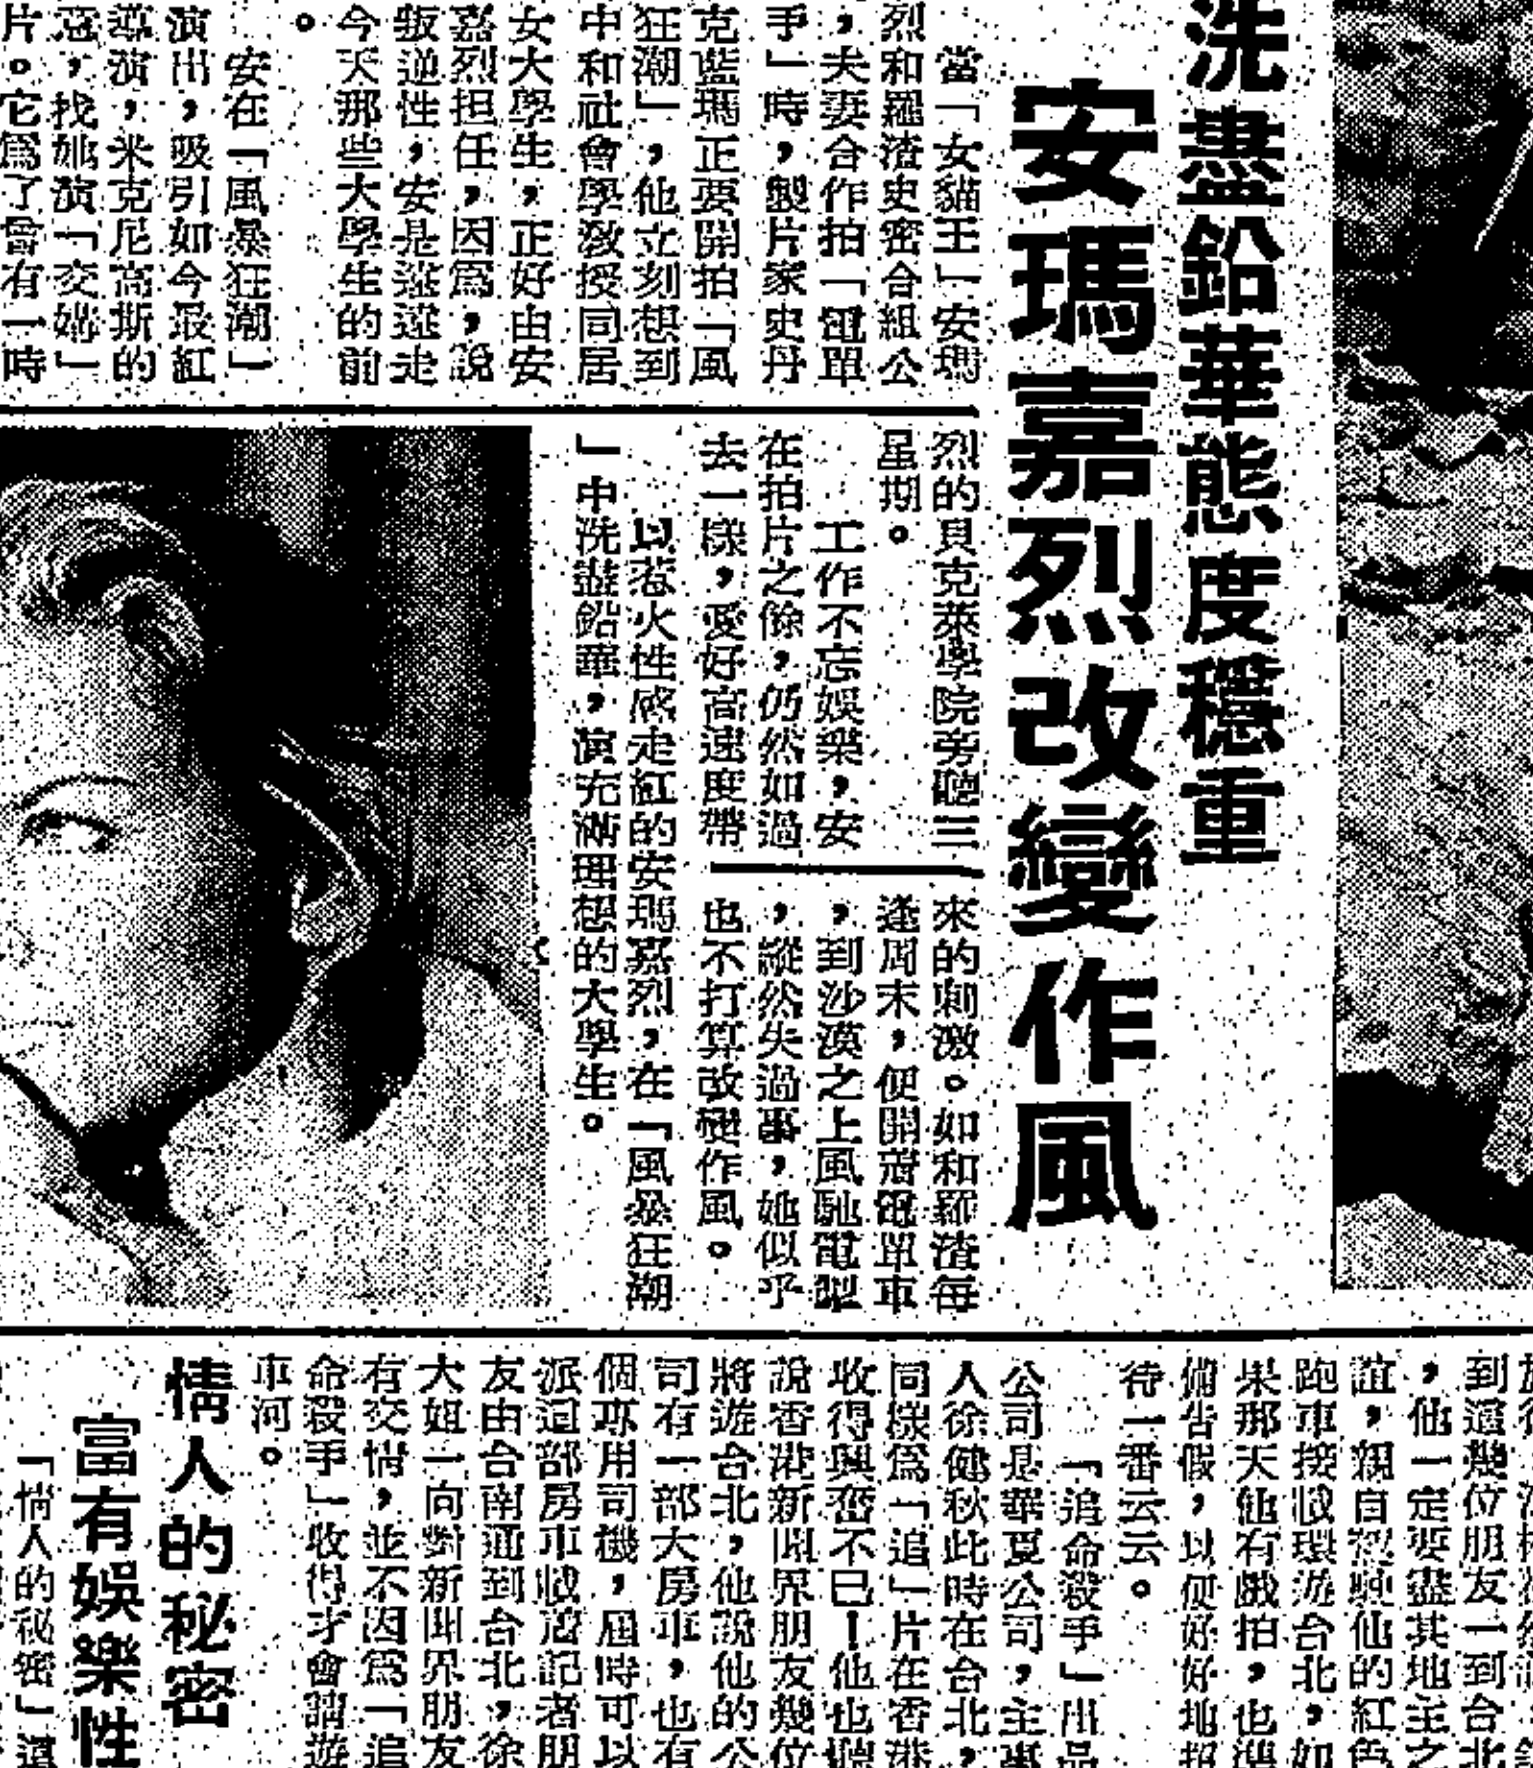 洗盡鉛華態度穩重
安瑪嘉烈改變作風
當「女貓王」安瑪
烈和羅渣史密合組公
，夫妻合作拍「電單
手」時，製片家史丹
克藍瑪正要開拍「風
狂潮」，他立刻想到
中和社會學教授同居
女大學生，正好由安
嘉烈担任，因爲，說
叛逆性，安是遠遠走
今天那些大學生的前
。
安在「風暴狂潮」
演出，吸引如今最紅
導演，米克尼高斯的
意，找她演「交媾」
片。它爲了曾有一時
烈的貝克萊學院旁聽三
星期。
工作不忘娛樂，安
在拍片之餘，仍然如過
去一樣，愛好高速度帶
來的刺激。如和羅渣每
逢周末，便開着電單車
，到沙漠之上風馳電掣
，縱然失過事，她似乎
也不打算改變作風。
以惹火性感走紅的安瑪嘉烈，在「風暴狂潮
」中洗盡鉛華，演充滿理想的大學生。
到這幾位朋友一到台北
，他一定要盡其地主之
誼，親自駕駛他的紅色
跑車接載環遊台北，如
果那天他有戲拍，也準
備告假，以便好好地招
待一番云云。
「追命殺手」出品
公司是華夏公司，主事
人徐健秋此時在台北，
同樣爲「追」片在香港
收得興奮不已！他也聽
說香港新聞界朋友幾位
將遊台北，他說他的公
司有一部大房車，也有
個專用司機，屆時可以
派這部房車載着記者朋
友由台南通到台北，徐
大姐一向對新聞界朋友
有交情，並不因爲「追
命殺手」收得才會請遊
車河。
情人的秘密
富有娛樂性
「情人的秘密」這